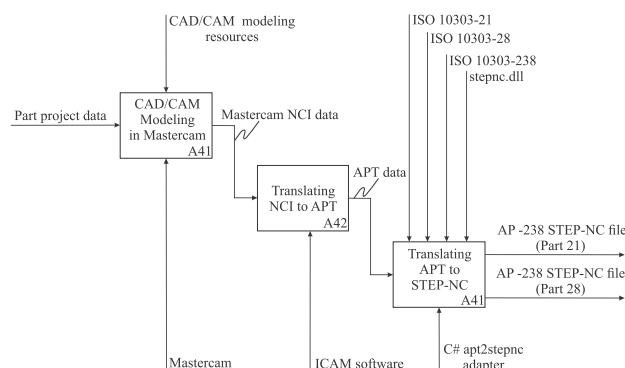 CAD/CAM modeling
resources
ISO 10303-21
ISO 10303-28
ISO 10303-238
stepnc.dll
Part project data
CAD/CAM
Modeling
in Mastercam
A41
Mastercam NCI data
Translating
NCI to APT
A42
APT data
Translating
APT to
STEP-NC
A41
AP -238 STEP-NC file
(Part 21)
AP -238 STEP-NC file
(Part 28)
Mastercam
ICAM software
C# apt2stepnc
adapter